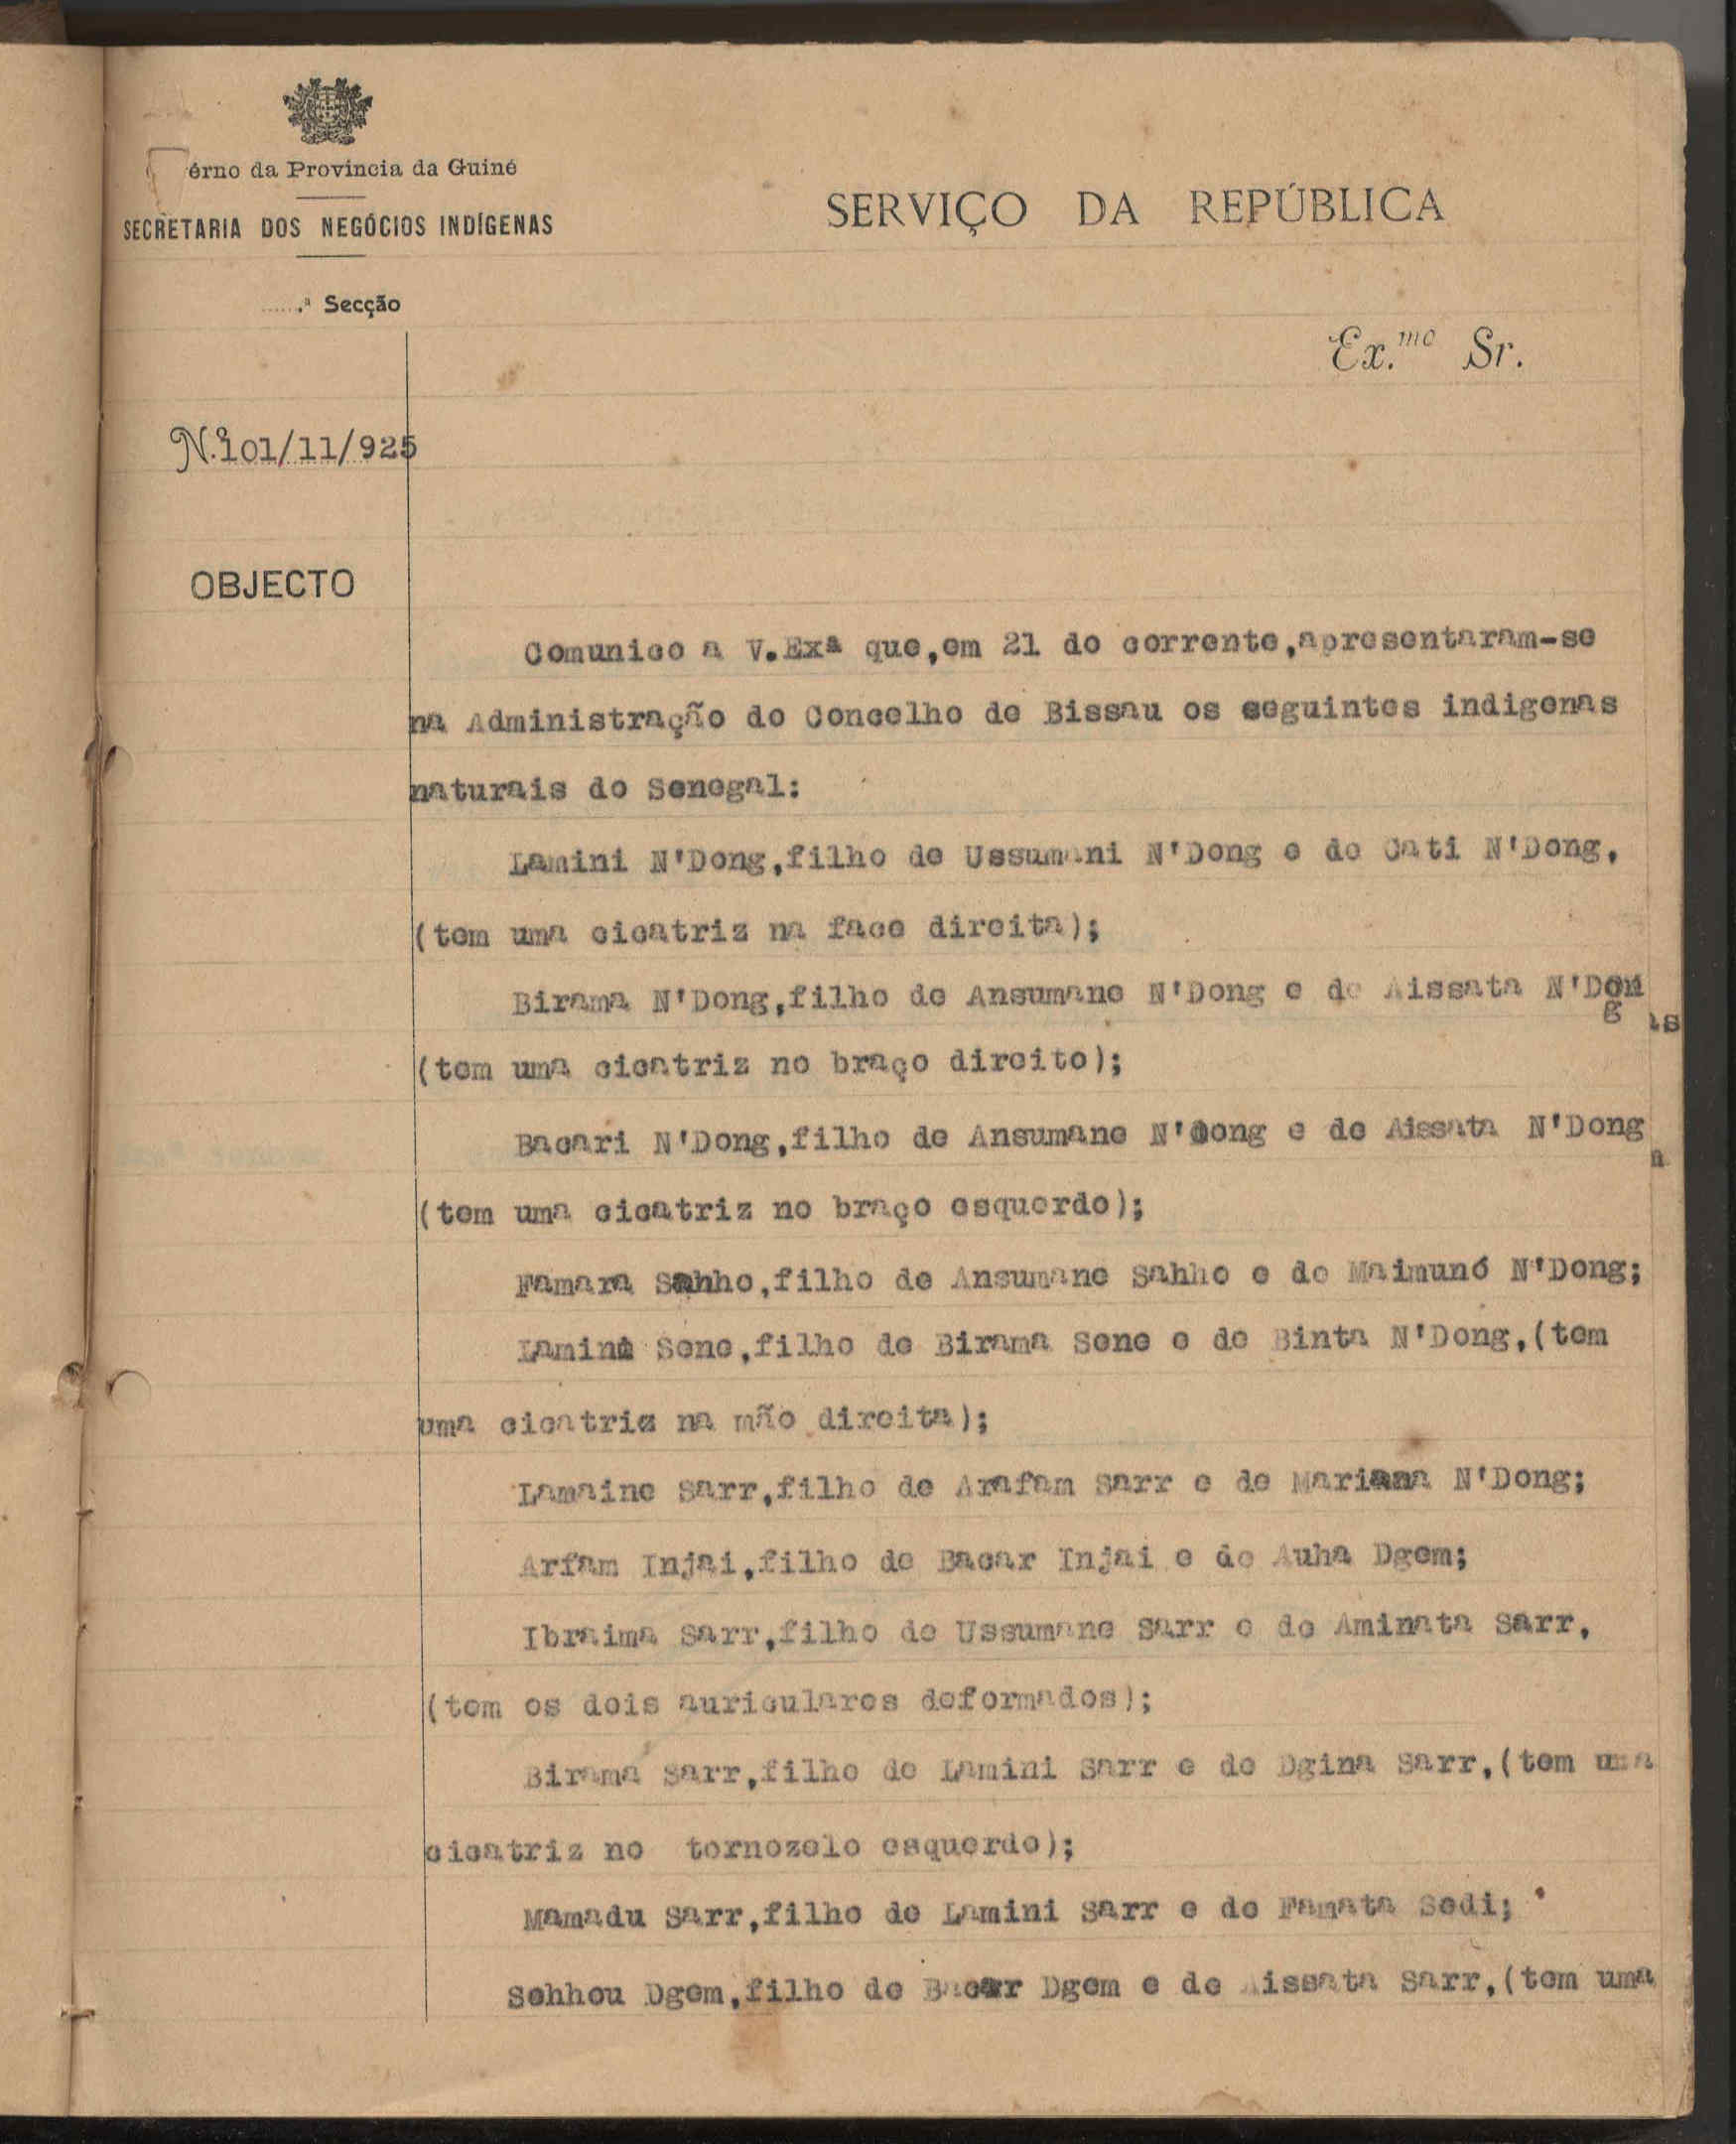 érno da Provincia da Guiné
SECRETARIA DOS NEGÓCIOS INDÍGENAS
SERVIÇO DA REPÚBLICA
.ª Secção
Ex.mo Sr.
N.º 101/11/925
OBJECTO
Comunico a V.Exª que,em 21 do corrente,apresentaram-se
na Administração do Concelho de Bissau os seguintes indigenas
naturais do Senegal:
Lamini N'Dong,filho de Ussumani N'Dong e de Cati N'Dong,
(tem uma cicatriz na face direita);
Birama N'Dong,filho de Ansumane N'Dong e de Aissata N'Dong
(tem uma cicatriz no braço direito);
Bacari N'Dong,filho de Ansumane N'Dong e de Aissata N'Dong
(tem uma cicatriz no braço esquerdo);
Famara Sahho,filho de Ansumane Sahho e de Maimunó N'Dong;
Lamine Sene,filho de Birama Sene e de Binta N'Dong,(tem
uma cicatriz na mão direita);
Lamaine Sarr,filho de Arafam Sarr e de Mariama N'Dong;
Arfam Injai,filho de Bacar Injai e de Auha Dgem;
Ibraima Sarr,filho de Ussumane Sarr e de Aminata Sarr,
(tem os dois auriculares deformados);
Birama Sarr,filho de Lamini Sarr e de Dgina Sarr,(tem uma
cicatriz no tornozelo esquerdo);
Mamadu Sarr,filho de Lamini Sarr e de Famata Sedi;
Sehhou Dgem,filho de Bacar Dgem e de Aissata Sarr,(tem uma